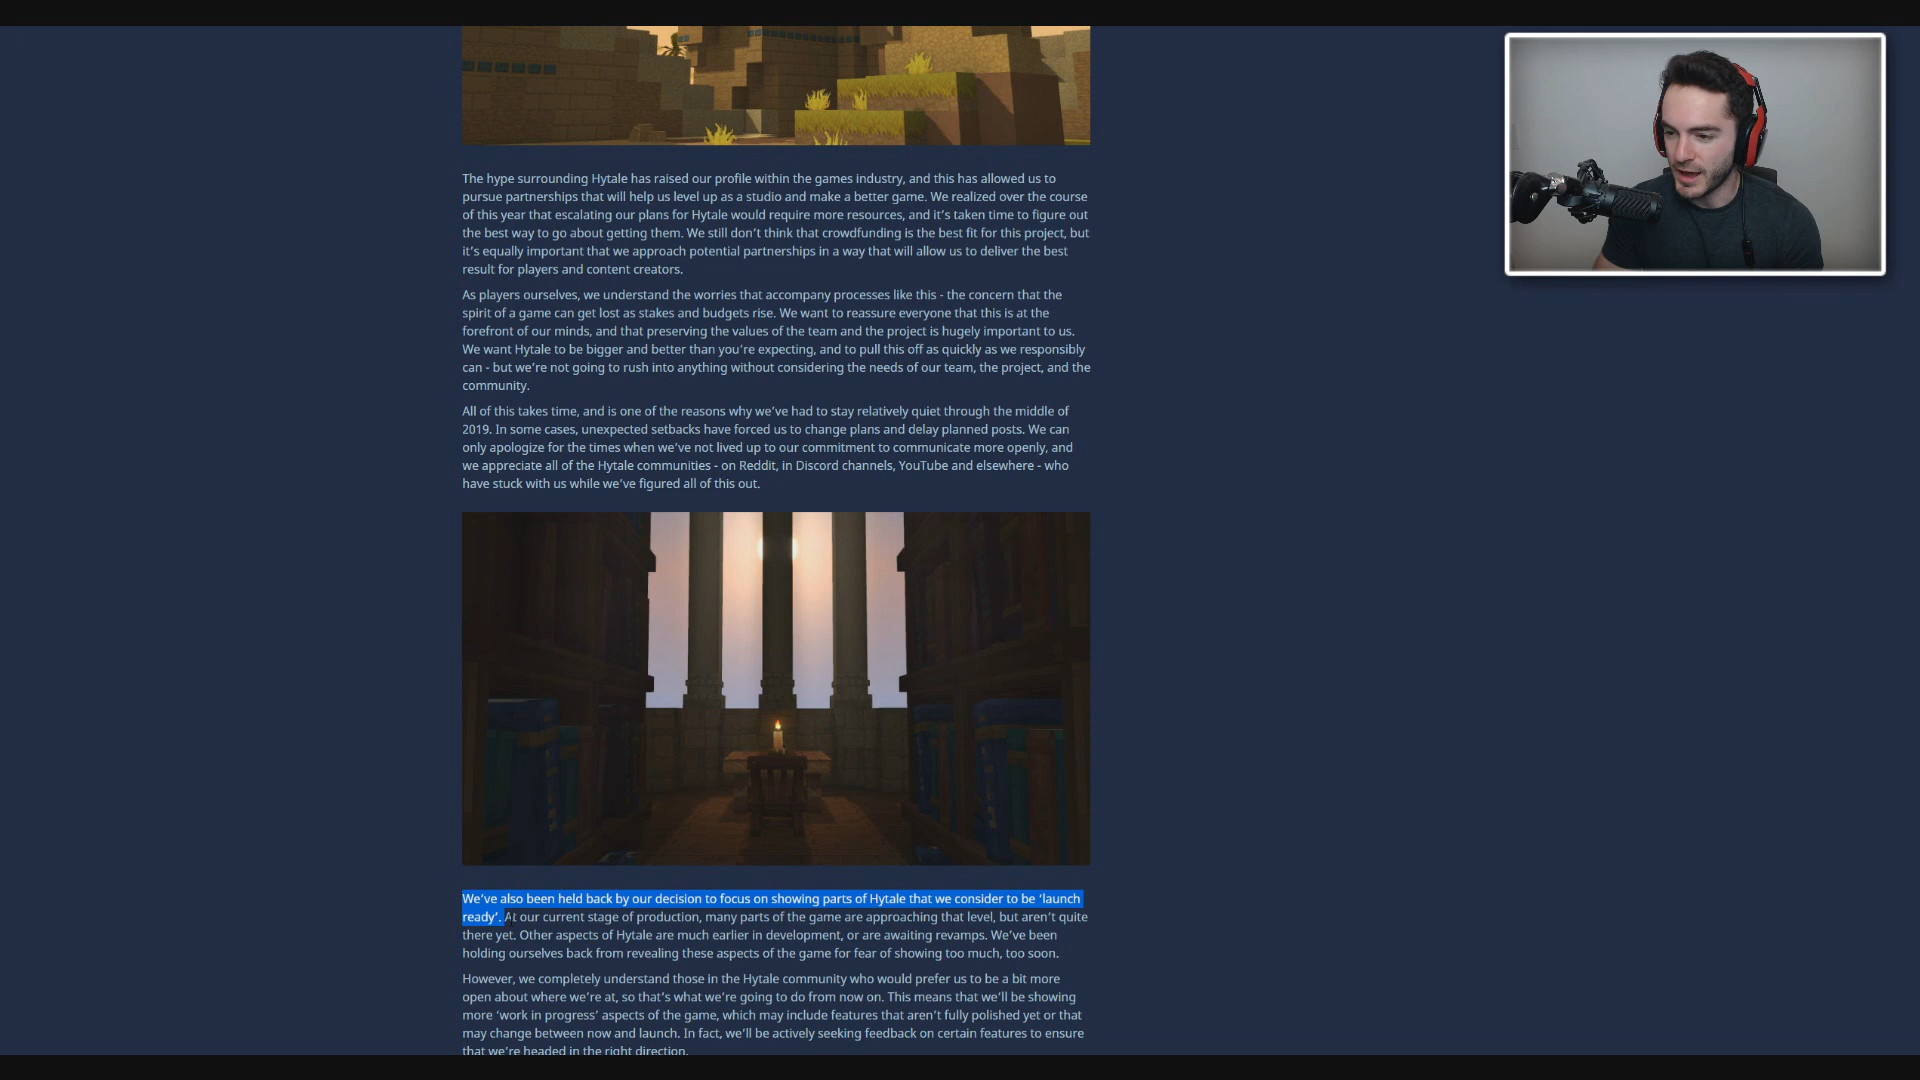 The hype surrounding Hytale has raised our profile within the games industry, and this has allowed us to
pursue partnerships that will help us level up as a studio and make a better game. We realized over the course
of this year that escalating our plans for Hytale would require more resources, and it’s taken time to figure out
the best way to go about getting them. We still don’t think that crowdfunding is the best fit for this project, but
it’s equally important that we approach potential partnerships in a way that will allow us to deliver the best
result for players and content creators.
As players ourselves, we understand the worries that accompany processes like this - the concern that the
spirit of a game can get lost as stakes and budgets rise. We want to reassure everyone that this is at the
forefront of our minds, and that preserving the values of the team and the project is hugely important to us.
We want Hytale to be bigger and better than you’re expecting, and to pull this off as quickly as we responsibly
can - but we’re not going to rush into anything without considering the needs of our team, the project, and the
community.
All of this takes time, and is one of the reasons why we’ve had to stay relatively quiet through the middle of
2019. In some cases, unexpected setbacks have forced us to change plans and delay planned posts. We can
only apologize for the times when we’ve not lived up to our commitment to communicate more openly, and
we appreciate all of the Hytale communities - on Reddit, in Discord channels, YouTube and elsewhere - who
have stuck with us while we’ve figured all of this out.
We’ve also been held back by our decision to focus on showing parts of Hytale that we consider to be ‘launch
ready’. At our current stage of production, many parts of the game are approaching that level, but aren’t quite
there yet. Other aspects of Hytale are much earlier in development, or are awaiting revamps. We’ve been
holding ourselves back from revealing these aspects of the game for fear of showing too much, too soon.
However, we completely understand those in the Hytale community who would prefer us to be a bit more
open about where we’re at, so that’s what we’re going to do from now on. This means that we’ll be showing
more ‘work in progress’ aspects of the game, which may include features that aren’t fully polished yet or that
may change between now and launch. In fact, we’ll be actively seeking feedback on certain features to ensure
that we’re headed in the right direction.